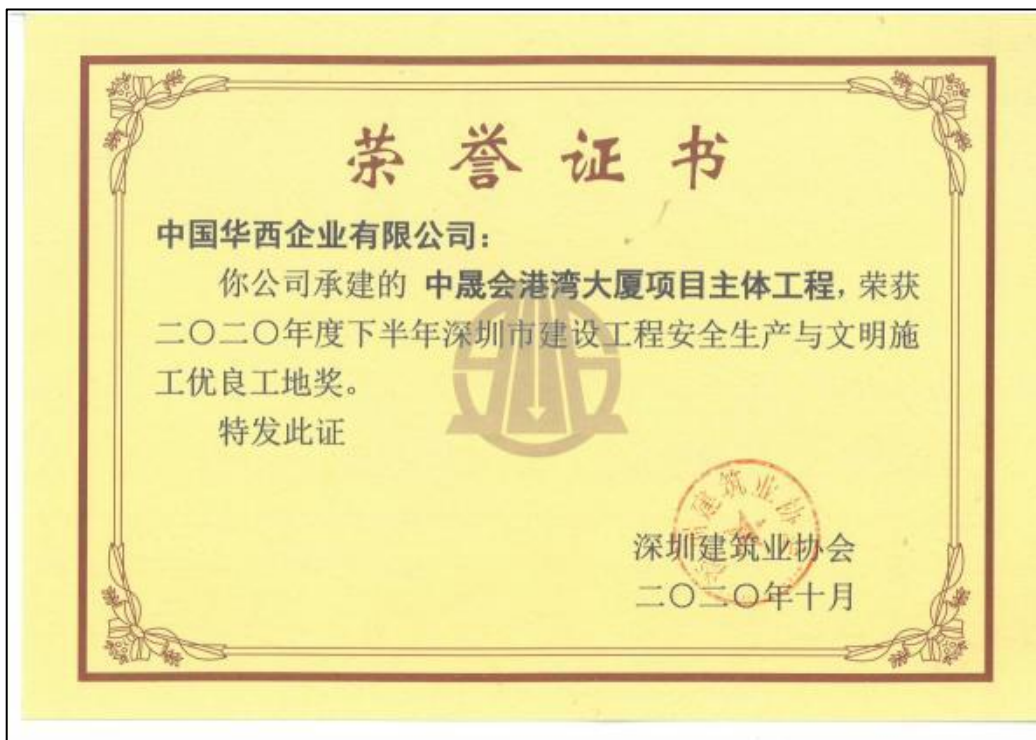 荣誉证书
中国华西企业有限公司：
你公司承建的 中晟会港湾大厦项目主体工程，荣获
二〇二〇年度下半年深圳市建设工程安全生产与文明施
工优良工地奖。
特发此证
深圳建筑业协会
二〇二〇年十月